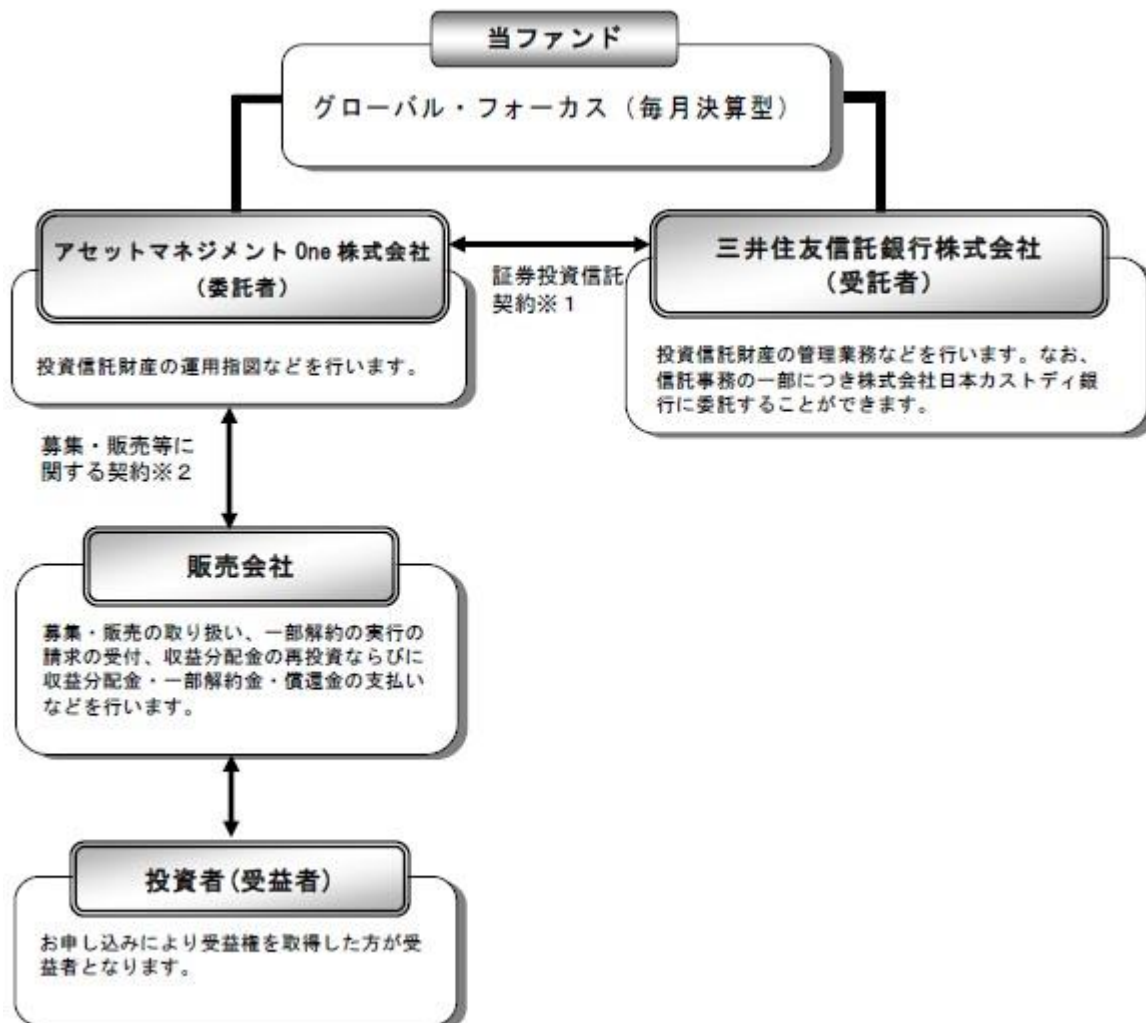 当ファンド
グローバル・フォーカス（毎月決算型）
アセットマネジメント One 株式会社
（委託者）
投資信託財産の運用指図などを行います。
証券投資信託
契約※１
三井住友信託銀行株式会社
（受託者）
投資信託財産の管理業務などを行います。なお、
信託事務の一部につき株式会社日本カストディ銀
行に委託することができます。
募集・販売等に
関する契約※２
販売会社
募集・販売の取り扱い、一部解約の実行の
請求の受付、収益分配金の再投資ならびに
収益分配金・一部解約金・償還金の支払い
などを行います。
投資者(受益者)
お申し込みにより受益権を取得した方が受
益者となります。